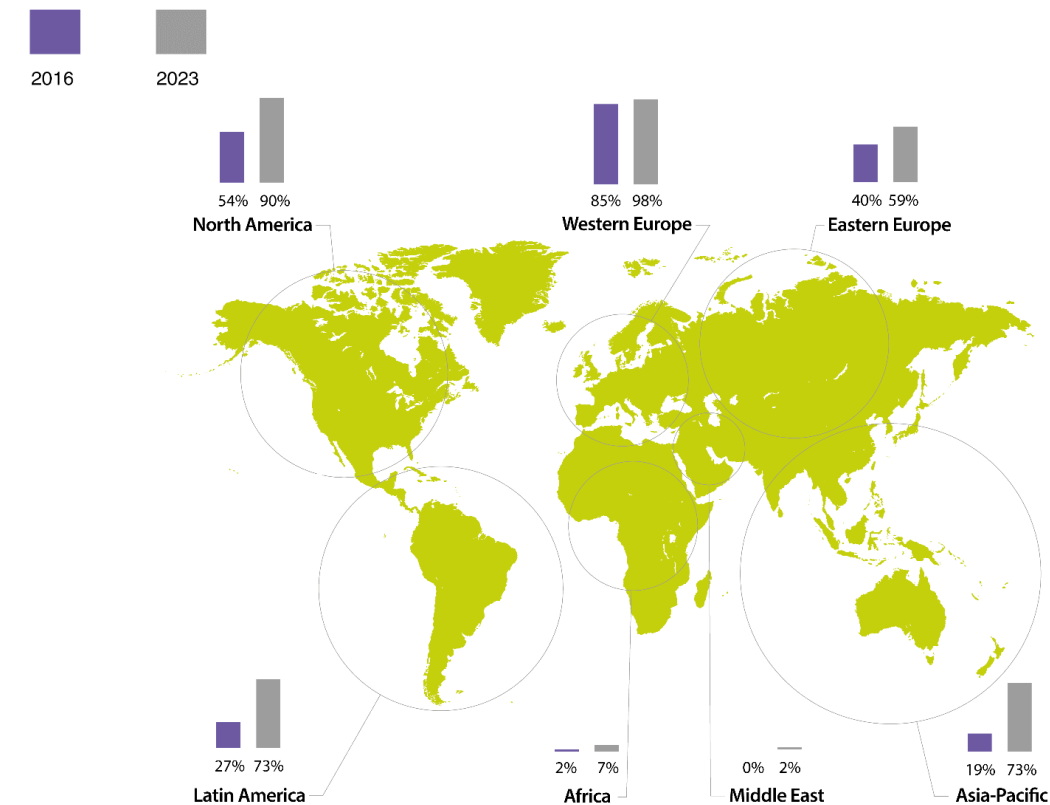 2016 2023
54% 90%
North America
85% 98%
Western Europe
40% 59%
Eastern Europe
27% 73%
Latin America
2% 7%
Africa
0% 2%
Middle East
19% 73%
Asia-Pacific